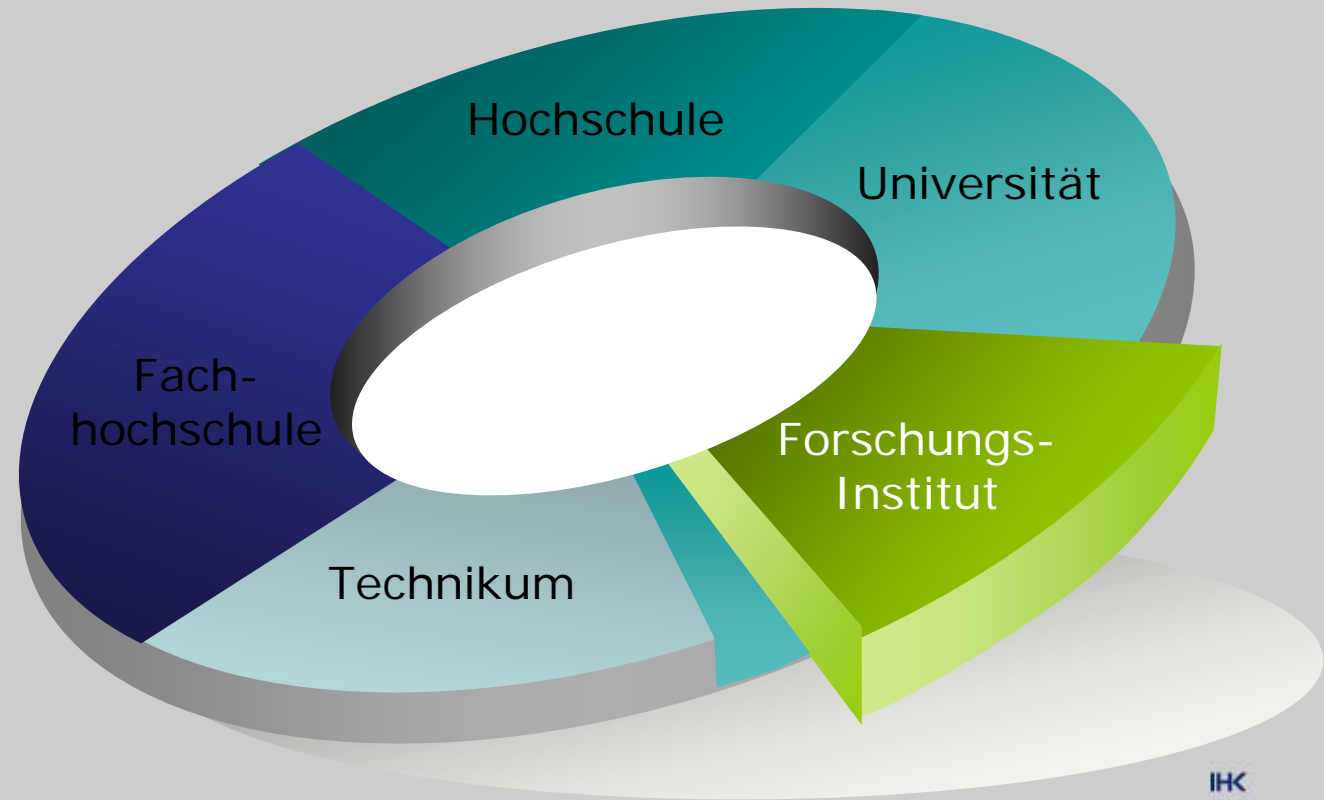 Hochschule
Universität
Fach-
hochschule
Forschungs-
Institut
Technikum
IHK